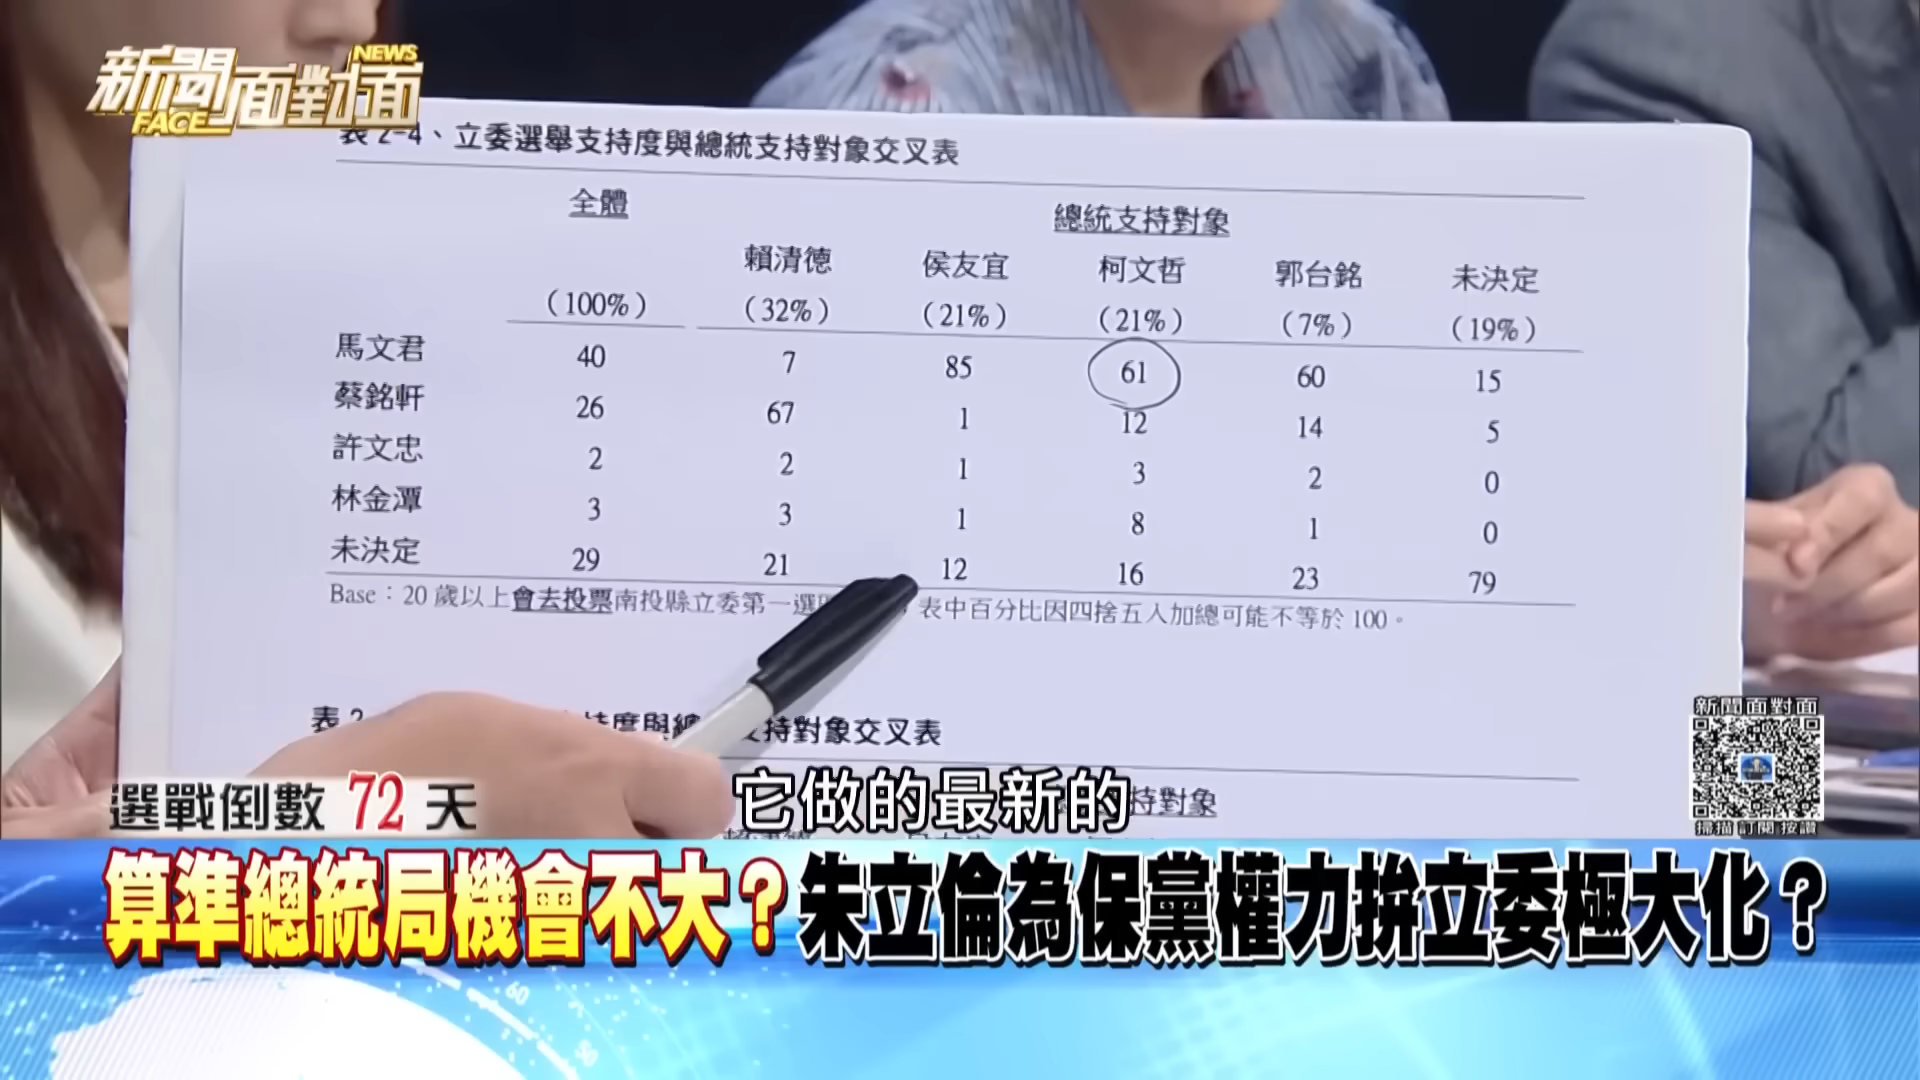 新聞面對面
NEWS
FACE
表 2-4、立委選舉支持度與總統支持對象交叉表
全體 總統支持對象
賴清德 侯友宜 柯文哲 郭台銘 未決定
（100%） （32%） （21%） （21%） （7%） （19%）
馬文君 40 7 85 61 60 15
蔡銘軒 26 67 1 12 14 5
許文忠 2 2 1 3 2 0
林金潭 3 3 1 8 1 0
未決定 29 21 12 16 23 79
Base：20 歲以上會去投票南投縣立委第一選 表中百分比因四捨五入加總可能不等於 100。
表 2 持度與總 支持對象交叉表
持對象
新聞面對面
掃描 訂閱 按讚
選戰倒數 72 天
它做的最新的
算準總統局機會不大？朱立倫為保黨權力拚立委極大化？